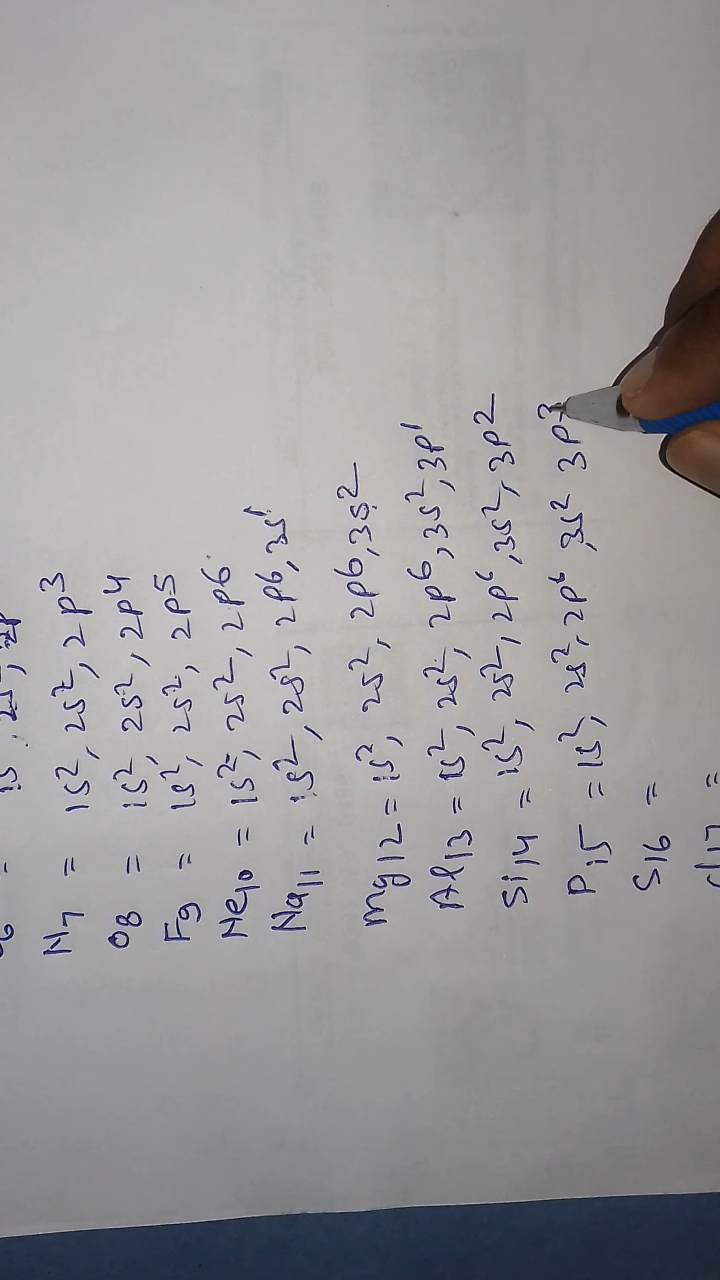 N7 = 1s2, 2s2, 2p3
O8 = 1s2, 2s2, 2p4
F9 = 1s2, 2s2, 2p5
Ne10 = 1s2, 2s2, 2p6
Na11 = 1s2, 2s2, 2p6, 3s1
Mg12 = 1s2, 2s2, 2p6, 3s2
Al13 = 1s2, 2s2, 2p6, 3s2, 3p1
Si14 = 1s2, 2s2, 2p6, 3s2, 3p2
P15 = 1s2, 2s2, 2p6, 3s2 3p3
S16 =
Cl17 =